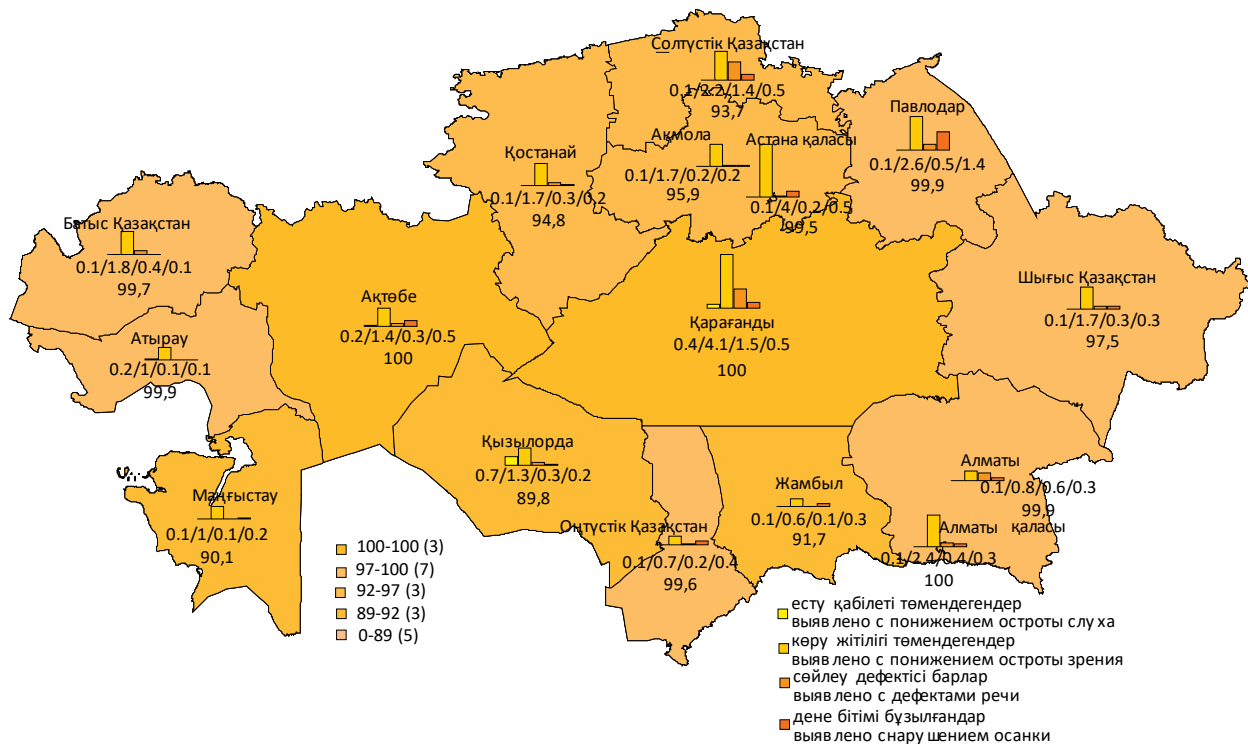 Солтүстік Қазақстан
0.1/2.2/1.4/0.5
93,7
Павлодар
0.1/2.6/0.5/1.4
99,9
Ақмола
0.1/1.7/0.2/0.2
95,9
Астана қаласы
0.1/4/0.2/0.5
99,5
Қостанай
0.1/1.7/0.3/0.2
94,8
Батыс Қазақстан
0.1/1.8/0.4/0.1
99,7
Ақтөбе
0.2/1.4/0.3/0.5
100
Қарағанды
0.4/4.1/1.5/0.5
100
Шығыс Қазақстан
0.1/1.7/0.3/0.3
97,5
Атырау
0.2/1/0.1/0.1
99,9
Қызылорда
0.7/1.3/0.3/0.2
89,8
Маңғыстау
0.1/1/0.1/0.2
90,1
Жамбыл
0.1/0.6/0.1/0.3
91,7
Алматы
0.1/0.8/0.6/0.3
99,9
Оңтүстік Қазақстан
0.1/0.7/0.2/0.4
99,6
Алматы қаласы
0.1/2.4/0.4/0.3
100
100-100 (3)
97-100 (7)
92-97 (3)
89-92 (3)
0-89 (5)
есту қабілеті төмендегендер
выявлено с понижением остроты слуха
көру жітілігі төмендегендер
выявлено с понижением остроты зрения
сөйлеу дефектісі барлар
выявлено с дефектами речи
дене бітімі бұзылғандар
выявлено снарушением осанки